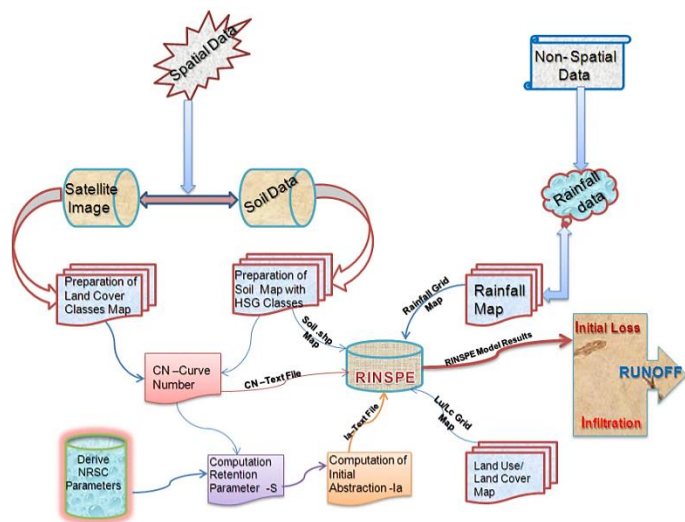 Spatial Data
Non- Spatial
Data
Satellite
Image
Soil Data
Rainfall
data
Preparation of
Land Cover
Classes Map
Preparation of
Soil Map with
HSG Classes
Rainfall Grid
Map
Rainfall
Map
Soil .shp
Map
CN –Curve
Number
CN –Text File
RINSPE
RINSPE Model Results
Initial Loss
RUNOFF
Infiltration
Ia-Text File
Lu/Lc Grid
Map
Derive
NRSC
Parameters
Computation
Retention
Parameter -S
Computation of
Initial
Abstraction -Ia
Land Use/
Land Cover
Map